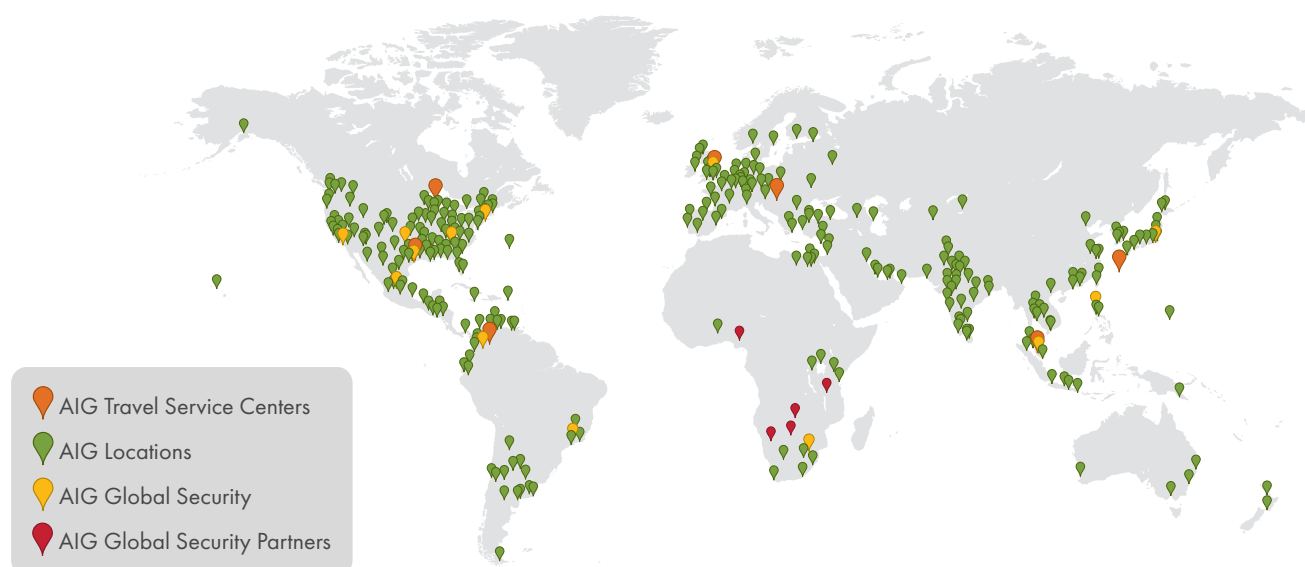 AIG Travel Service Centers
AIG Locations
AIG Global Security
AIG Global Security Partners